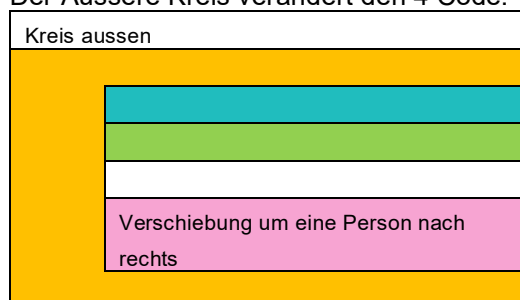 Der Äussere Kreis verändert den 4 Code.
Kreis aussen
Verschiebung um eine Person nach
rechts